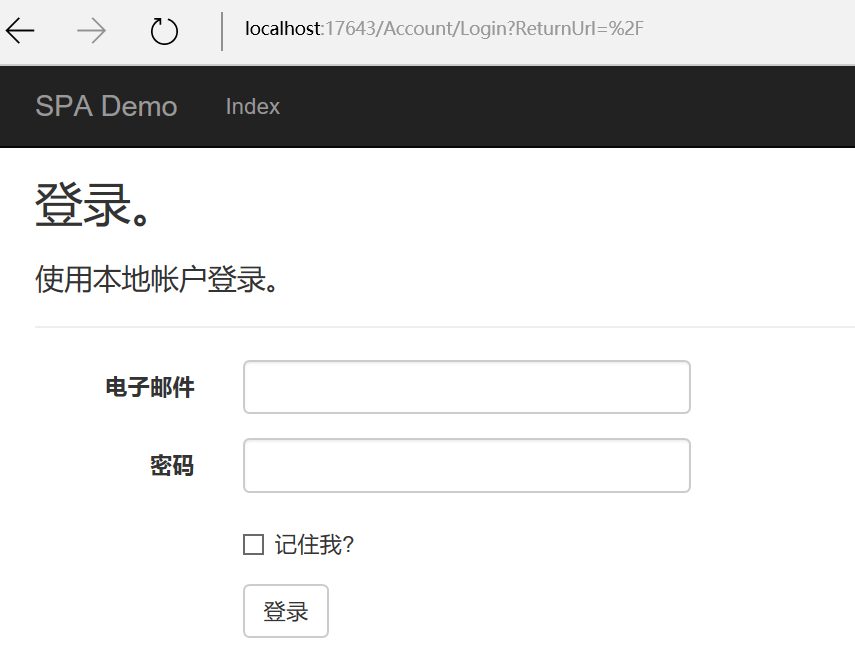 localhost:17643/Account/Login?ReturnUrl=%2F
SPA Demo Index
登录。
使用本地帐户登录。
电子邮件
密码
记住我?
登录